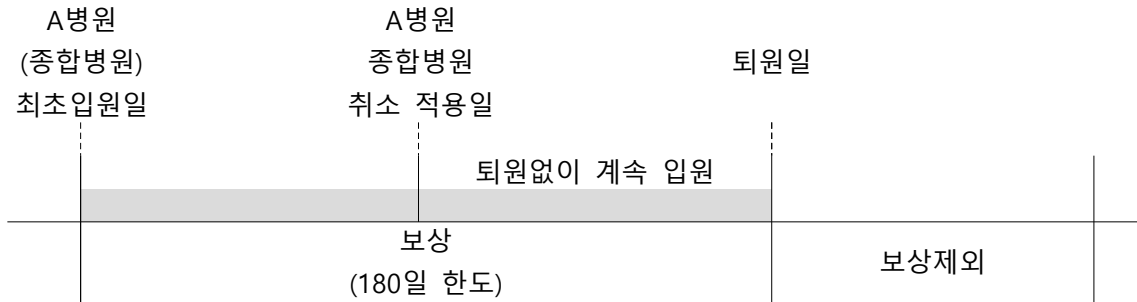 A병원
(종합병원)
최초입원일
A병원
종합병원
취소 적용일
퇴원일
퇴원없이 계속 입원
보상
(180일 한도)
보상제외